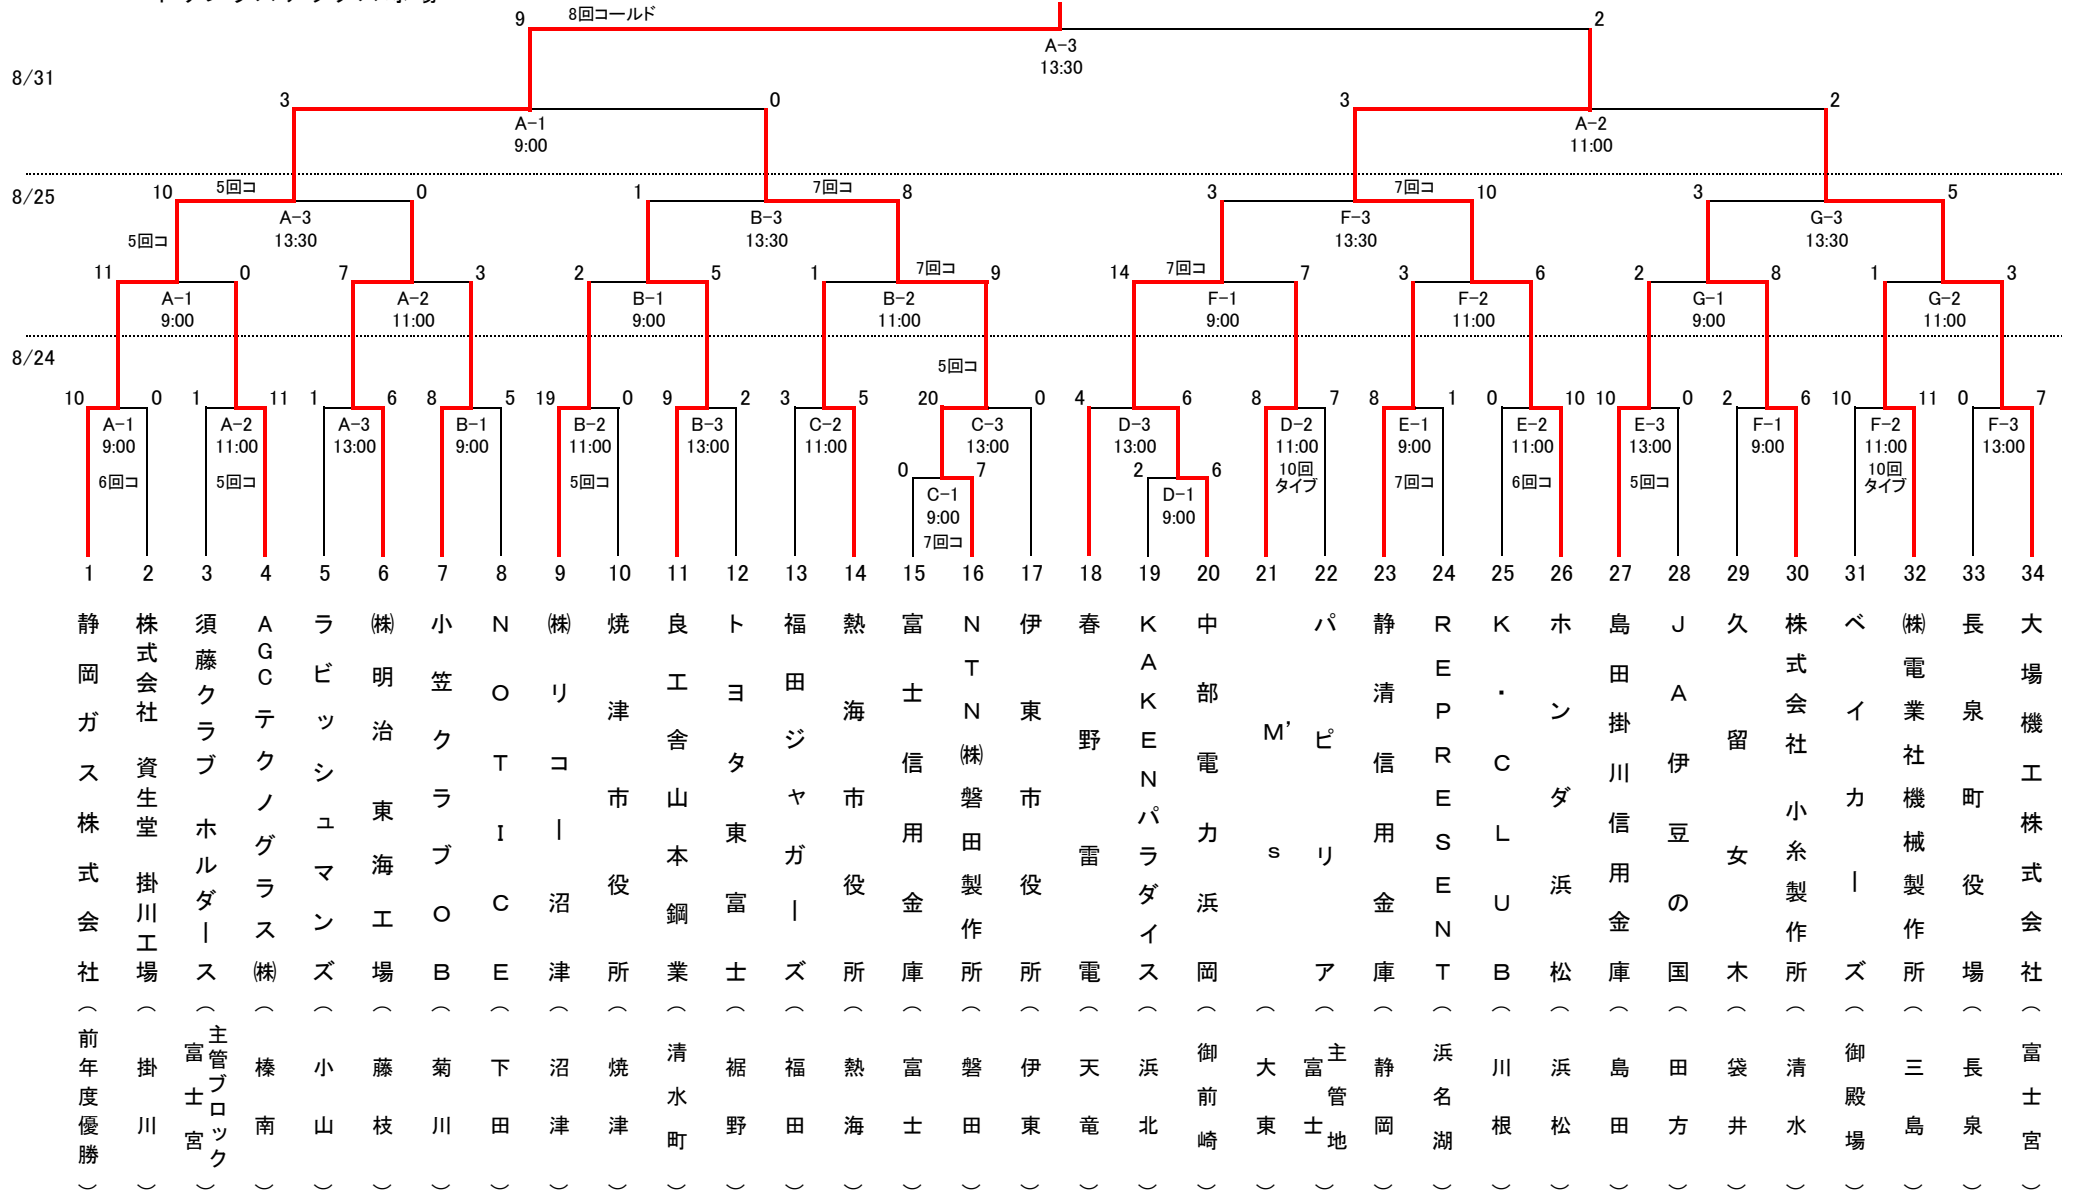 9 8回コールド 2
A-3
13:30
8/31
3 0 3 2
A-1 A-2
9:00 11:00
8/25
10 5回コ 0 1 7回コ 8 3 7回コ 10 3 5
A-3 B-3 F-3 G-3
5回コ 13:30 13:30 13:30 13:30
11 0 7 3 2 5 1 7回コ 9 14 7回コ 7 3 6 2 8 1 3
A-1 A-2 B-1 B-2 F-1 F-2 G-1 G-2
9:00 11:00 9:00 11:00 9:00 11:00 9:00 11:00
8/24
5回コ
10 0 1 11 1 6 8 5 19 0 9 2 3 5 20 0 4 6 8 7 8 1 0 10 10 0 2 6 10 11 0 7
A-1 A-2 A-3 B-1 B-2 B-3 C-2 C-3 D-3 D-2 E-1 E-2 E-3 F-1 F-2 F-3
9:00 11:00 13:00 9:00 11:00 13:00 11:00 13:00 13:00 11:00 9:00 11:00 13:00 9:00 11:00 13:00
6回コ 5回コ 5回コ 0 7 2 6 10回タイブ 7回コ 6回コ 5回コ 10回タイブ
C-1 D-1
9:00 9:00
7回コ
1 2 3 4 5 6 7 8 9 10 11 12 13 14 15 16 17 18 19 20 21 22 23 24 25 26 27 28 29 30 31 32 33 34
静岡ガス株式会社（前年度優勝）
株式会社 資生堂 掛川工場（掛川）
須藤クラブ ホルダース（富士宮 主管ブロック）
AGCテクノグラス㈱（榛南）
ラビッシュマンズ（小山）
㈱明治 東海工場（藤枝）
小笠クラブOB（菊川）
NOTICE（下田）
㈱リコー沼津（沼津）
焼津市役所（焼津）
良工舎山本鋼業（清水町）
トヨタ東富士（裾野）
福田ジャガーズ（福田）
熱海市役所（熱海）
富士信用金庫（富士）
NTN㈱磐田製作所（磐田）
伊東市役所（伊東）
春野雷電（天竜）
KAKENパラダイス（浜北）
中部電力浜岡（御前崎）
M’s（大東）
パピリア（富士 主管地）
静清信用金庫（静岡）
REPRESENT（浜名湖）
K・CLUB（川根）
ホンダ浜松（浜松）
島田掛川信用金庫（島田）
JA伊豆の国（田方）
久留女木（袋井）
株式会社 小糸製作所（清水）
ベイカーズ（御殿場）
㈱電業社機械製作所（三島）
長泉町役場（長泉）
大場機工株式会社（富士宮）